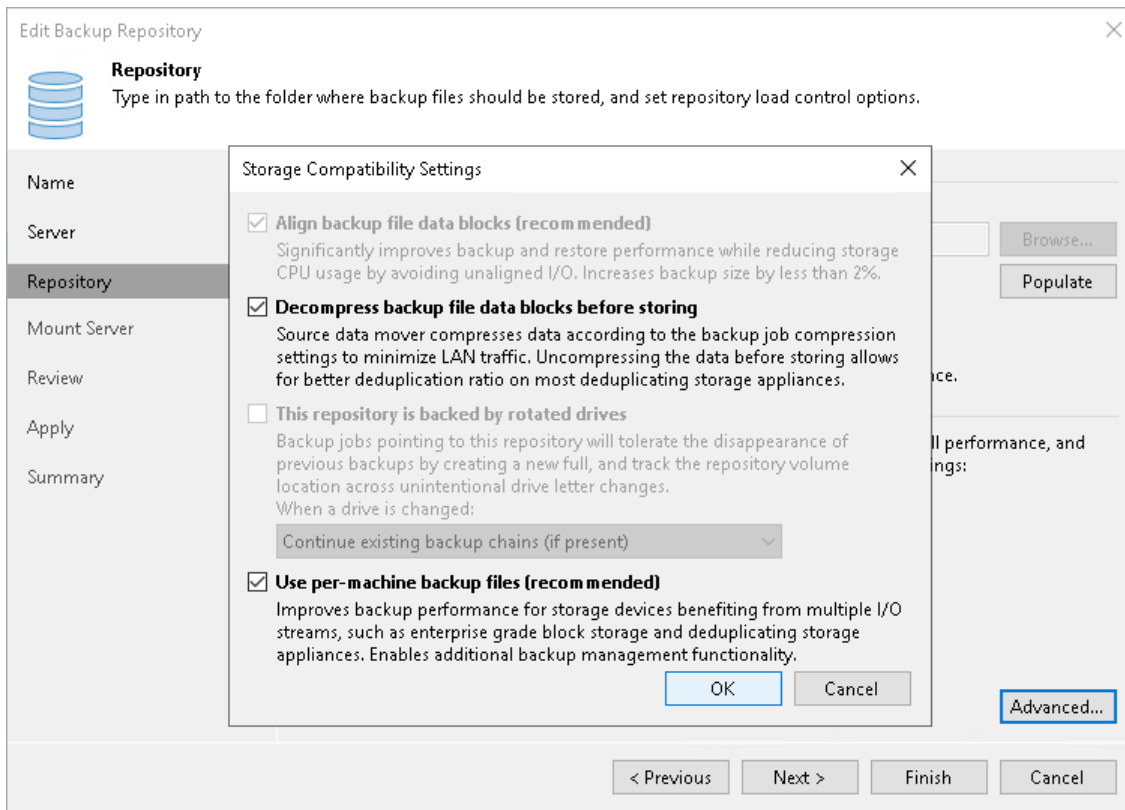 Edit Backup Repository
Repository
Type in path to the folder where backup files should be stored, and set repository load control options.
Name
Server
Repository
Mount Server
Review
Apply
Summary
Storage Compatibility Settings
Align backup file data blocks (recommended)
Significantly improves backup and restore performance while reducing storage
CPU usage by avoiding unaligned I/O. Increases backup size by less than 2%.
Decompress backup file data blocks before storing
Source data mover compresses data according to the backup job compression
settings to minimize LAN traffic. Uncompressing the data before storing allows
for better deduplication ratio on most deduplicating storage appliances.
This repository is backed by rotated drives
Backup jobs pointing to this repository will tolerate the disappearance of
previous backups by creating a new full, and track the repository volume
location across unintentional drive letter changes.
When a drive is changed:
Continue existing backup chains (if present)
Use per-machine backup files (recommended)
Improves backup performance for storage devices benefiting from multiple I/O
streams, such as enterprise grade block storage and deduplicating storage
appliances. Enables additional backup management functionality.
OK
Cancel
Browse...
Populate
ice.
ll performance, and
ings:
Advanced...
< Previous
Next >
Finish
Cancel